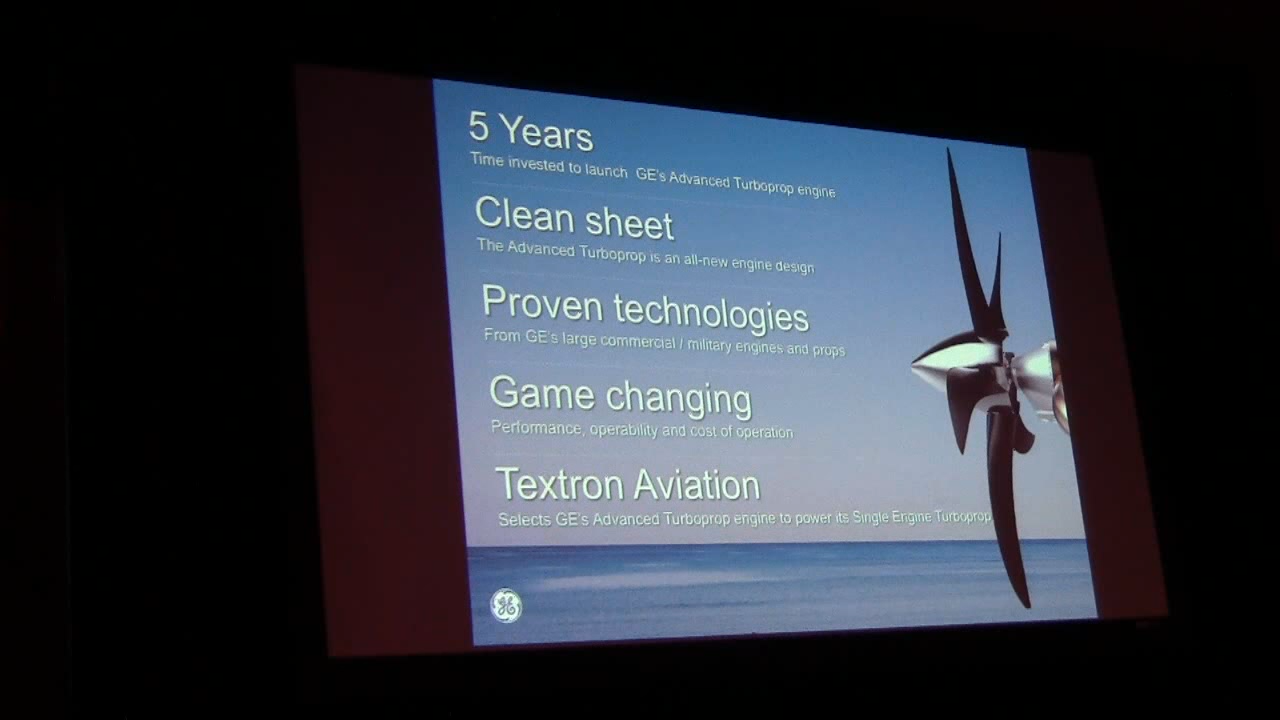 5 Years
Time invested to launch GE's Advanced Turboprop engine
Clean sheet
The Advanced Turboprop is an all-new engine design
Proven technologies
From GE's large commercial / military engines and props
Game changing
Performance, operability and cost of operation
Textron Aviation
Selects GE's Advanced Turboprop engine to power its Single Engine Turboprop
GE